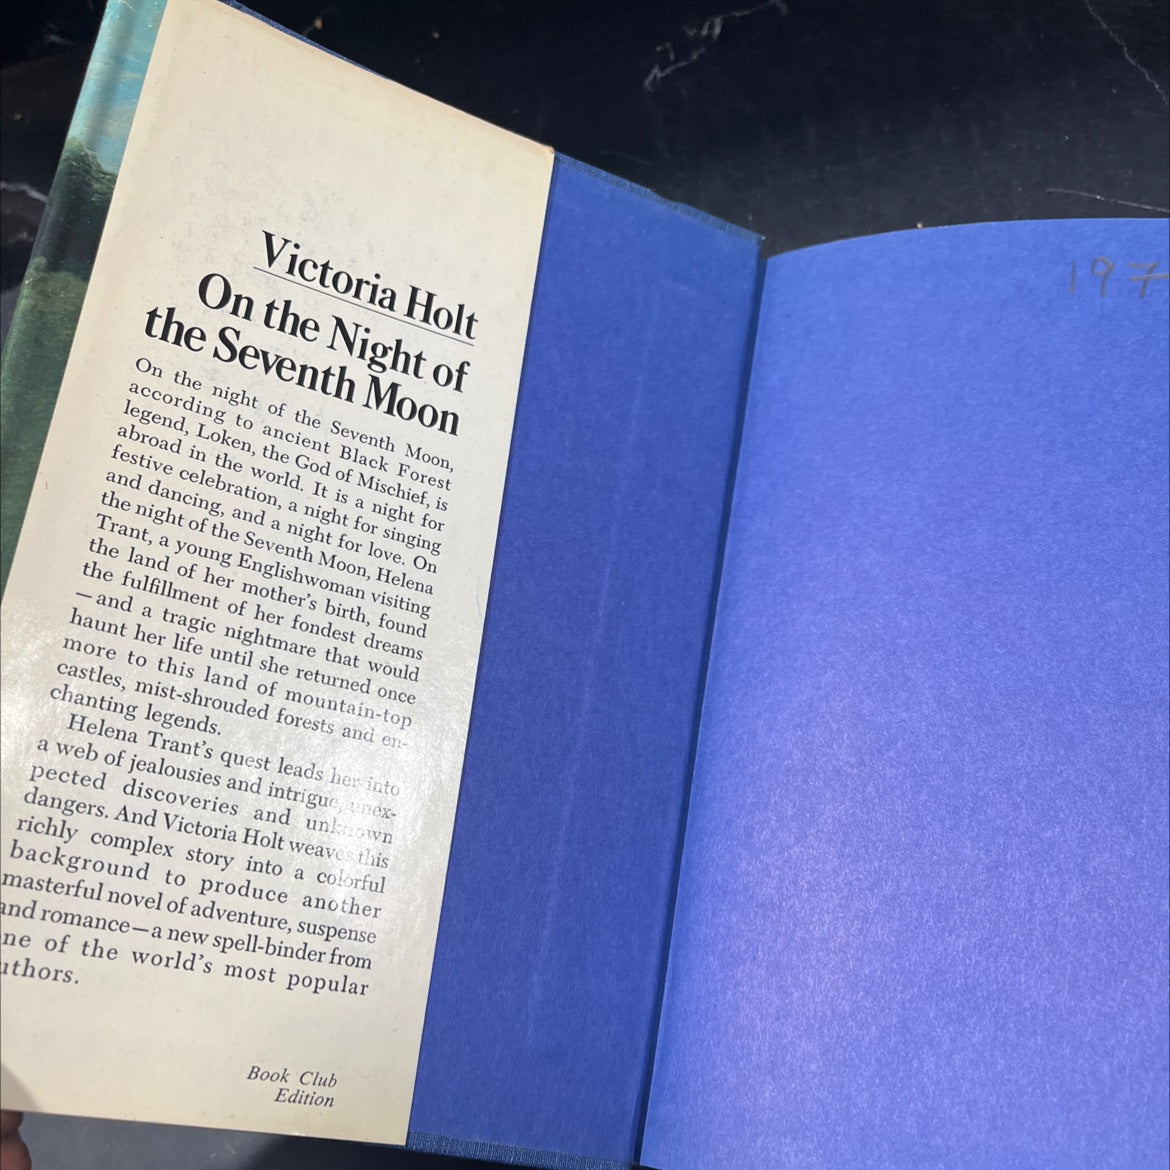 Victoria Holt
On the Night of
the Seventh Moon
On the night of the Seventh Moon,
according to ancient Black Forest
legend, Loken, the God of Mischief, is
abroad in the world. It is a night for
festive celebration, a night for singing
and dancing, and a night for love. On
the night of the Seventh Moon, Helena
Trant, a young Englishwoman visiting
the land of her mother's birth, found
the fulfillment of her fondest dreams
—and a tragic nightmare that would
haunt her life until she returned once
more to this land of mountain-top
castles, mist-shrouded forests and en-
chanting legends.
Helena Trant's quest leads her into
a web of jealousies and intrigue, unex-
pected discoveries and unknown
dangers. And Victoria Holt weaves this
richly complex story into a colorful
background to produce another
masterful novel of adventure, suspense
and romance—a new spell-binder from
ne of the world's most popular
uthors.
Book Club
Edition
197